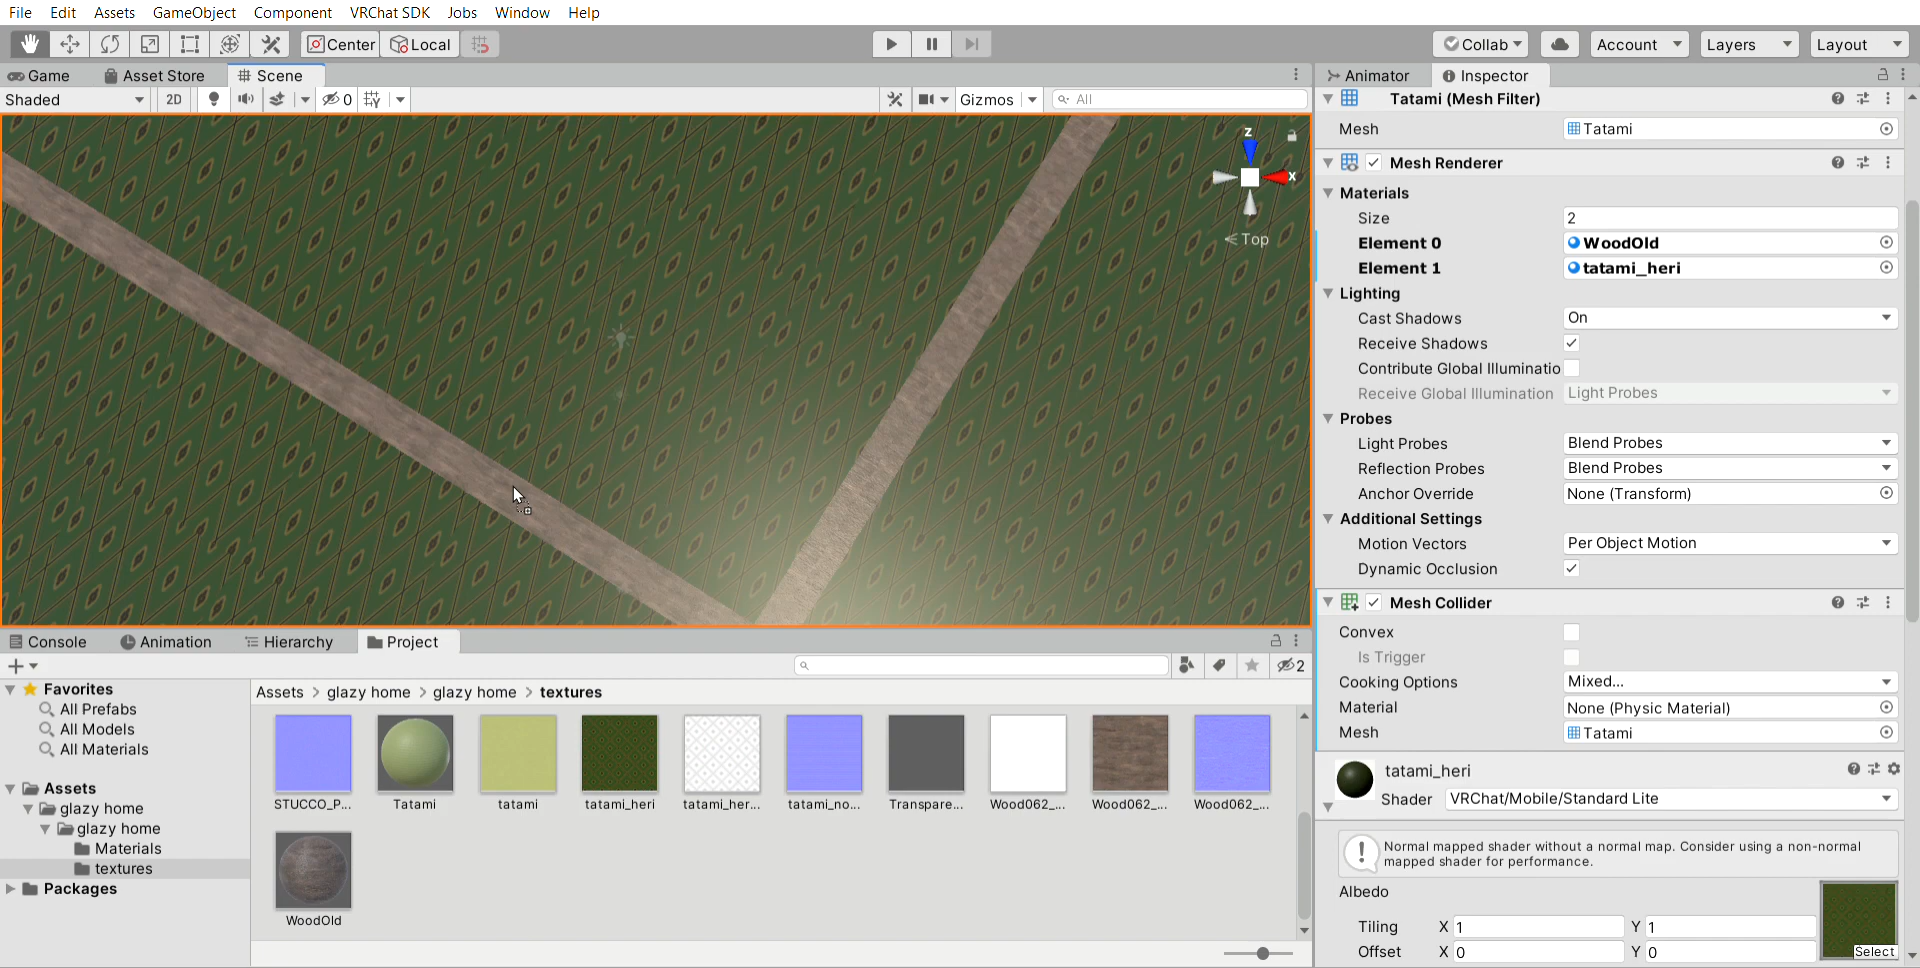 File Edit Assets GameObject Component VRChat SDK Jobs Window Help
Center Local Collab Account Layers Layout
Game Asset Store Scene
Shaded 2D 0 Gizmos All
z
x
Top
Console Animation Hierarchy Project
2
Favorites
All Prefabs
All Models
All Materials
Assets
glazy home
glazy home
Materials
textures
Packages
Assets > glazy home > glazy home > textures
STUCCO_P... Tatami tatami tatami_heri tatami_her... tatami_no... Transpare... Wood062_... Wood062_... Wood062_...
WoodOld
Animator Inspector
Tatami (Mesh Filter)
Mesh Tatami
Mesh Renderer
Materials
Size 2
Element 0 WoodOld
Element 1 tatami_heri
Lighting
Cast Shadows On
Receive Shadows
Contribute Global Illuminatio
Receive Global Illumination Light Probes
Probes
Light Probes Blend Probes
Reflection Probes Blend Probes
Anchor Override None (Transform)
Additional Settings
Motion Vectors Per Object Motion
Dynamic Occlusion
Mesh Collider
Convex
Is Trigger
Cooking Options Mixed...
Material None (Physic Material)
Mesh Tatami
tatami_heri
Shader VRChat/Mobile/Standard Lite
Normal mapped shader without a normal map. Consider using a non-normal
mapped shader for performance.
Albedo
Tiling X 1 Y 1
Offset X 0 Y 0
Select